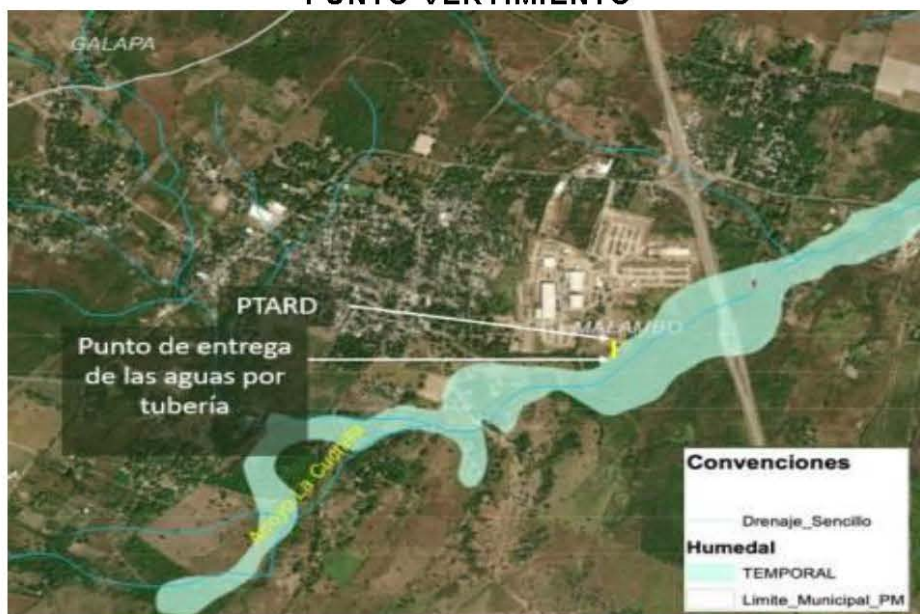 PUNTO VERTIMIENTO
GALAPA
PTARD
MALAMBO
Punto de entrega
de las aguas por
tubería
Arroyo La Cuchilla
Convenciones
Drenaje_Sencillo
Humedal
TEMPORAL
Limite_Municipal_PM